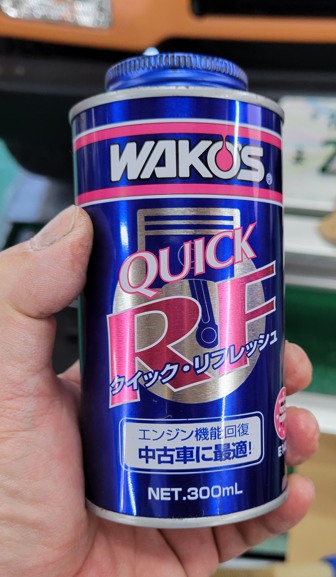 WAKO'S®
QUICK
RF
クイック・リフレッシュ
エンジン機能回復
中古車に最適!
NET.300mL